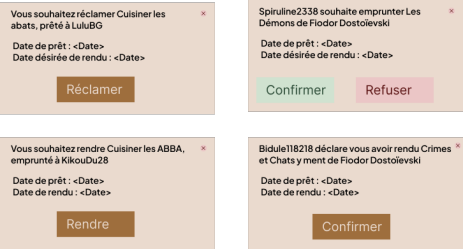 Vous souhaitez réclamer Cuisiner les
abats, prêté à LuluBG
Date de prêt : <Date>
Date désirée de rendu : <Date>
Réclamer
Spiruline2338 souhaite emprunter Les
Démons de Fiodor Dostoïevski
Date de prêt : <Date>
Date désirée de rendu : <Date>
Confirmer Refuser
Vous souhaitez rendre Cuisiner les ABBA,
emprunté à KikouDu28
Date de prêt : <Date>
Date de rendu : <Date>
Rendre
Bidule118218 déclare vous avoir rendu Crimes
et Chats y ment de Fiodor Dostoïevski
Date de prêt : <Date>
Date de rendu : <Date>
Confirmer